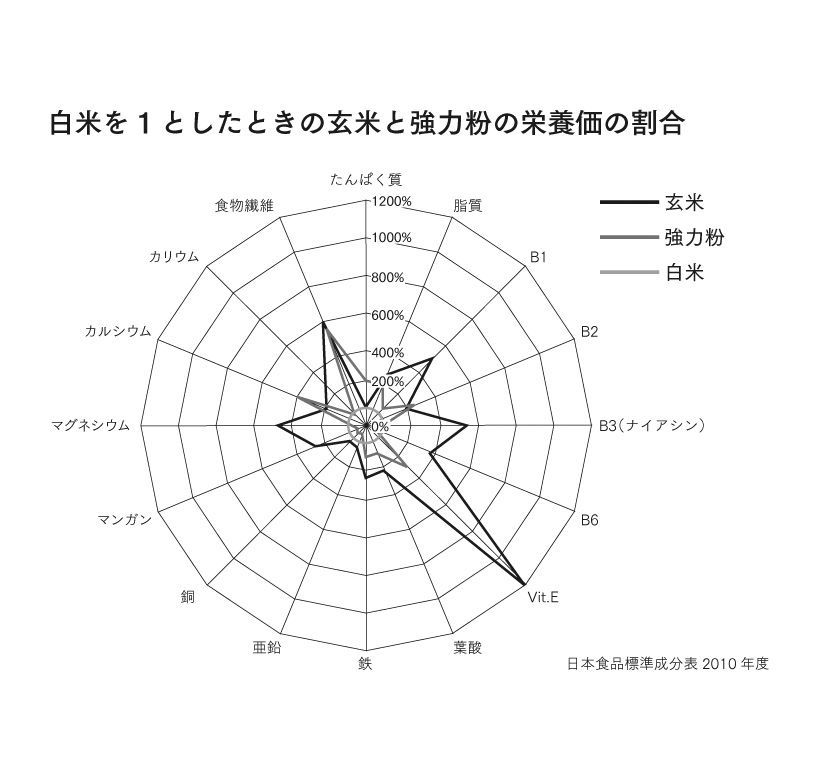 白米を1としたときの玄米と強力粉の栄養価の割合
たんぱく質
1200%
1000%
800%
600%
400%
200%
0%
脂質
B1
B2
B3(ナイアシン)
B6
Vit.E
葉酸
鉄
亜鉛
銅
マンガン
マグネシウム
カルシウム
カリウム
食物繊維
玄米
強力粉
白米
日本食品標準成分表 2010 年度